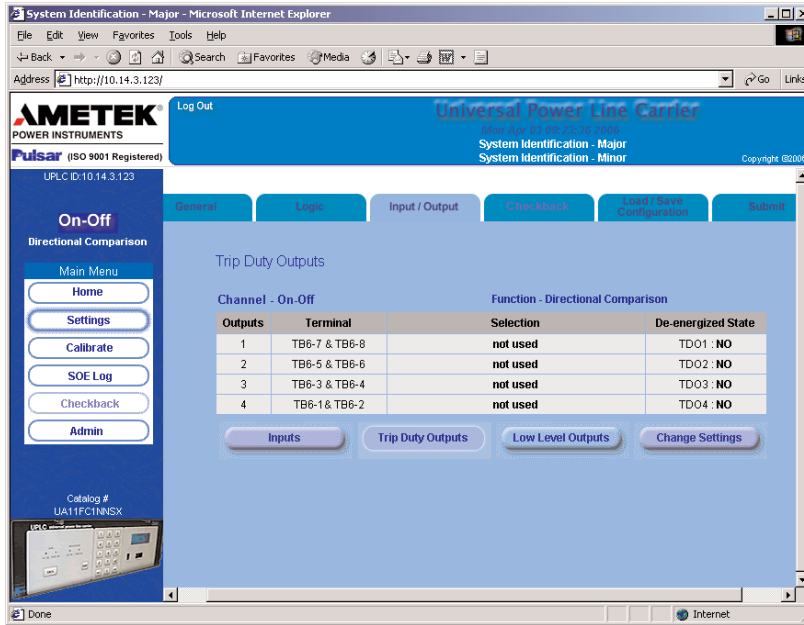 System Identification - Major - Microsoft Internet Explorer
File Edit View Favorites Tools Help
Back Search Favorites Media
Address http://10.14.3.123/ Go Links
AMETEK®
POWER INSTRUMENTS
Pulsar (ISO 9001 Registered)
Log Out
Universal Power Line Carrier
Mon Apr 03 09:23:36 2006
System Identification - Major
System Identification - Minor
Copyright ©2006
UPLC ID:10.14.3.123
General Logic Input / Output Checkback Load / Save Configuration Submit
On-Off
Directional Comparison
Main Menu
Home
Settings
Calibrate
SOE Log
Checkback
Admin
Trip Duty Outputs
Channel - On-Off Function - Directional Comparison
Outputs Terminal Selection De-energized State
1 TB6-7 & TB6-8 not used TDO1 : NO
2 TB6-5 & TB6-6 not used TDO2 : NO
3 TB6-3 & TB6-4 not used TDO3 : NO
4 TB6-1& TB6-2 not used TDO4 : NO
Inputs Trip Duty Outputs Low Level Outputs Change Settings
Catalog #
UA11FC1NNSX
UPLC
Done Internet